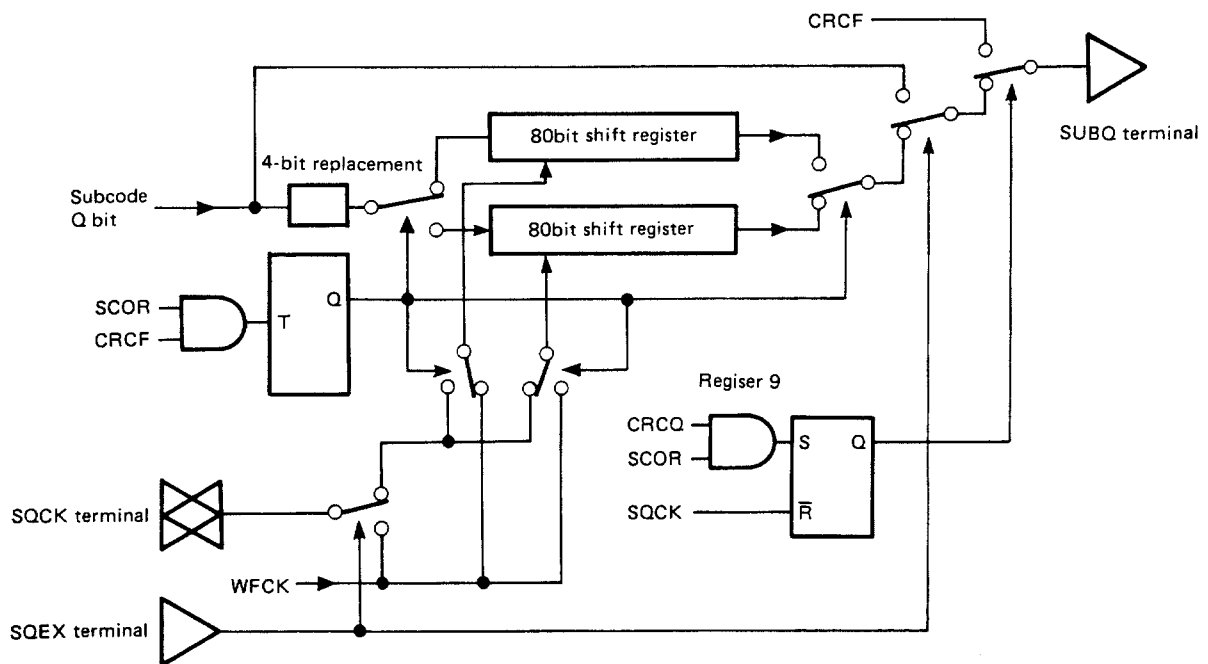 CRCF
SUBQ terminal
80bit shift register
4-bit replacement
Subcode
Q bit
80bit shift register
Q
SCOR
T
CRCF
Regiser 9
CRCQ
S
Q
SCOR
SQCK
R
SQCK terminal
WFCK
SQEX terminal